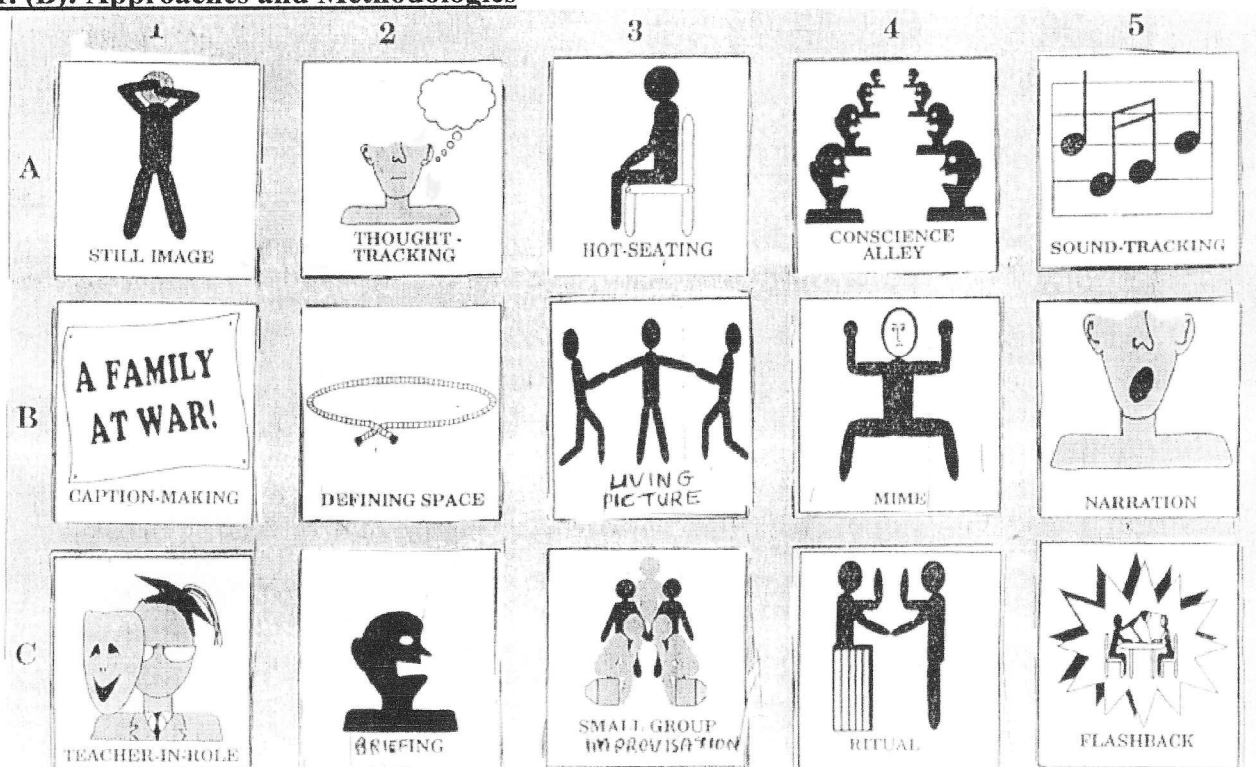 1. (B). Approaches and Methodologies
1 2 3 4 5
A
STILL IMAGE
THOUGHT-
TRACKING
HOT-SEATING
CONSCIENCE
ALLEY
SOUND-TRACKING
B
A FAMILY
AT WAR!
CAPTION-MAKING
DEFINING SPACE
LIVING
PICTURE
MIME
NARRATION
C
TEACHER-IN-ROLE
BRIEFING
SMALL GROUP
IMPROVISATION
RITUAL
FLASHBACK